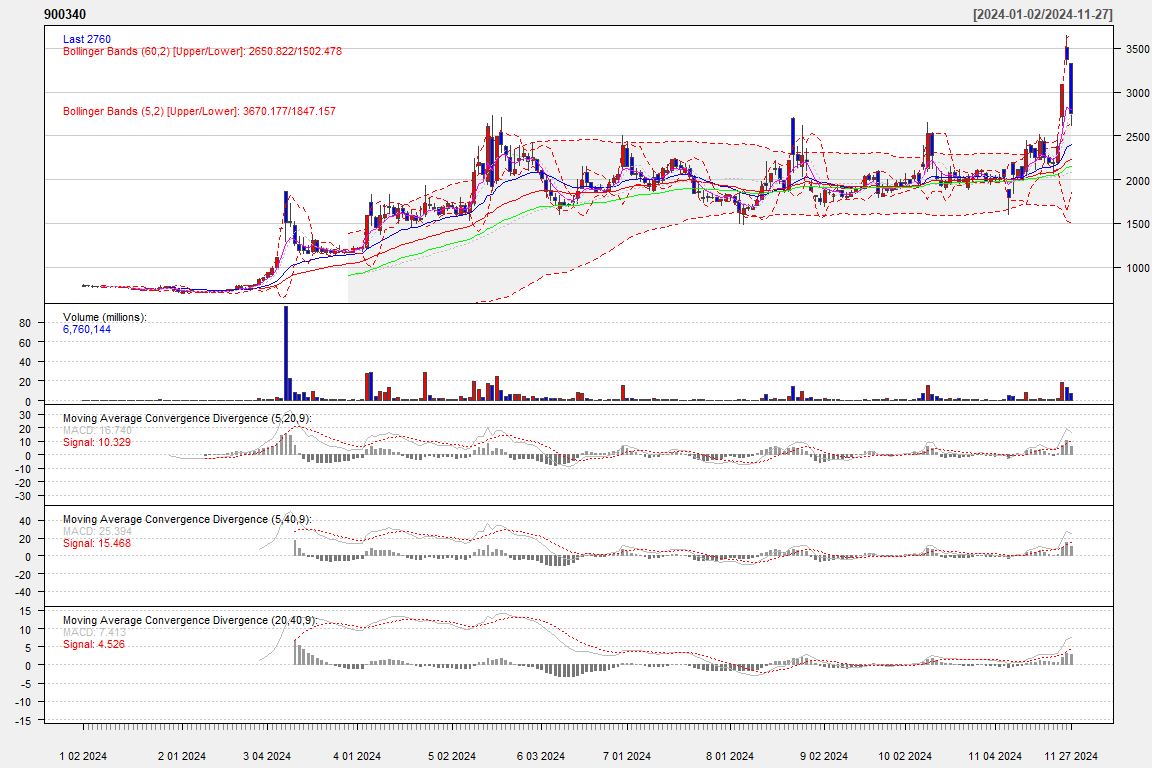 900340 [2024-01-02/2024-11-27]
Last 2760
Bollinger Bands (60,2) [Upper/Lower]: 2650.822/1502.478
Bollinger Bands (5,2) [Upper/Lower]: 3670.177/1847.157
3500
3000
2500
2000
1500
1000
Volume (millions):
6,760,144
80
60
40
20
0
Moving Average Convergence Divergence (5,20,9):
MACD: 16.740
Signal: 10.329
30
20
10
0
-10
-20
-30
Moving Average Convergence Divergence (5,40,9):
MACD: 25.394
Signal: 15.468
40
20
0
-20
-40
Moving Average Convergence Divergence (20,40,9):
MACD: 7.413
Signal: 4.526
15
10
5
0
-5
-10
-15
1 02 2024 2 01 2024 3 04 2024 4 01 2024 5 02 2024 6 03 2024 7 01 2024 8 01 2024 9 02 2024 10 02 2024 11 04 2024 11 27 2024